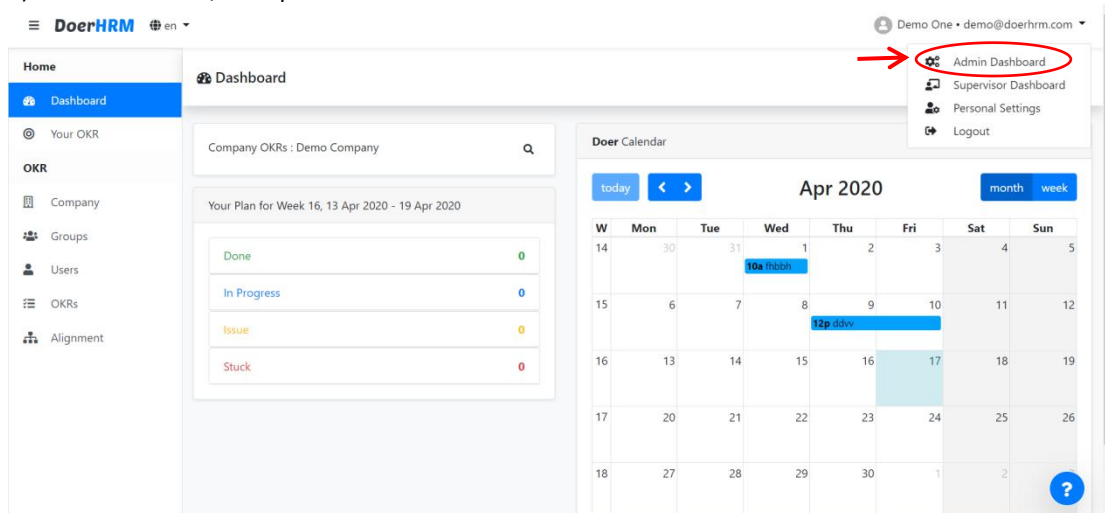 DoerHRM en
Demo One • demo@doerhrm.com
Admin Dashboard
Supervisor Dashboard
Personal Settings
Logout
Home
Dashboard
Your OKR
OKR
Company
Groups
Users
OKRs
Alignment
Dashboard
Company OKRs : Demo Company
Your Plan for Week 16, 13 Apr 2020 - 19 Apr 2020
Done 0
In Progress 0
Issue 0
Stuck 0
Doer Calendar
today < > Apr 2020 month week
W Mon Tue Wed Thu Fri Sat Sun
14 30 31 1 2 3 4 5
10a fhbbh
15 6 7 8 9 10 11 12
12p ddvv
16 13 14 15 16 17 18 19
17 20 21 22 23 24 25 26
18 27 28 29 30 1 2
?